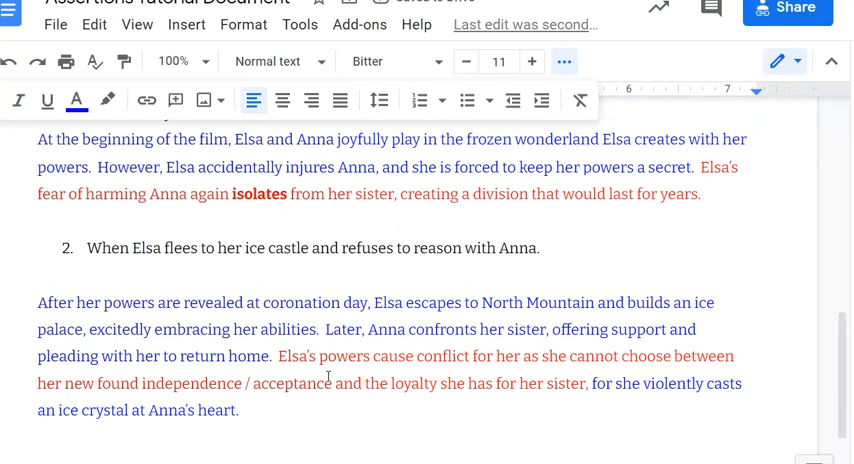 Assertions Tutorial Document
Saved to Drive
File Edit View Insert Format Tools Add-ons Help Last edit was second...
Share
100% Normal text Bitter 11
6 7
At the beginning of the film, Elsa and Anna joyfully play in the frozen wonderland Elsa creates with her
powers. However, Elsa accidentally injures Anna, and she is forced to keep her powers a secret. Elsa's
fear of harming Anna again isolates from her sister, creating a division that would last for years.
2. When Elsa flees to her ice castle and refuses to reason with Anna.
After her powers are revealed at coronation day, Elsa escapes to North Mountain and builds an ice
palace, excitedly embracing her abilities. Later, Anna confronts her sister, offering support and
pleading with her to return home. Elsa's powers cause conflict for her as she cannot choose between
her new found independence / acceptance and the loyalty she has for her sister, for she violently casts
an ice crystal at Anna's heart.